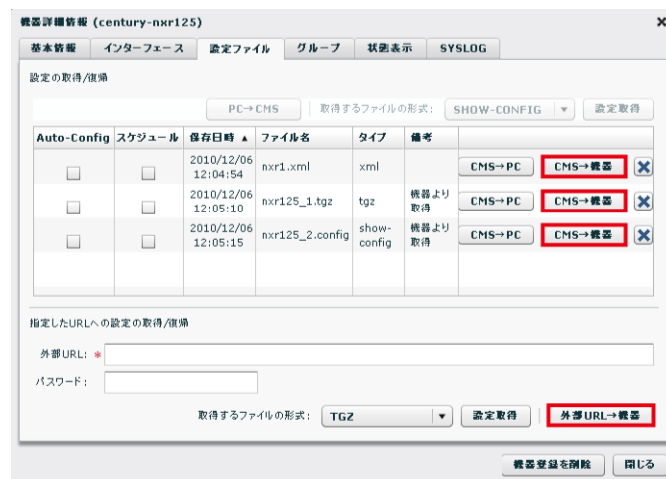 機器詳細情報 (century-nxr125)
基本情報 インターフェース 設定ファイル グループ 状態表示 SYSLOG
設定の取得/復帰
PC→CMS 取得するファイルの形式: SHOW-CONFIG 設定取得
Auto-Config スケジュール 保存日時 ▲ ファイル名 タイプ 備考
2010/12/06 12:04:54 nxr1.xml xml CMS→PC CMS→機器
2010/12/06 12:05:10 nxr125_1.tgz tgz 機器より取得 CMS→PC CMS→機器
2010/12/06 12:05:15 nxr125_2.config show-config 機器より取得 CMS→PC CMS→機器
指定したURLへの設定の取得/復帰
外部URL: *
パスワード:
取得するファイルの形式: TGZ 設定取得 外部URL→機器
機器登録を削除 閉じる